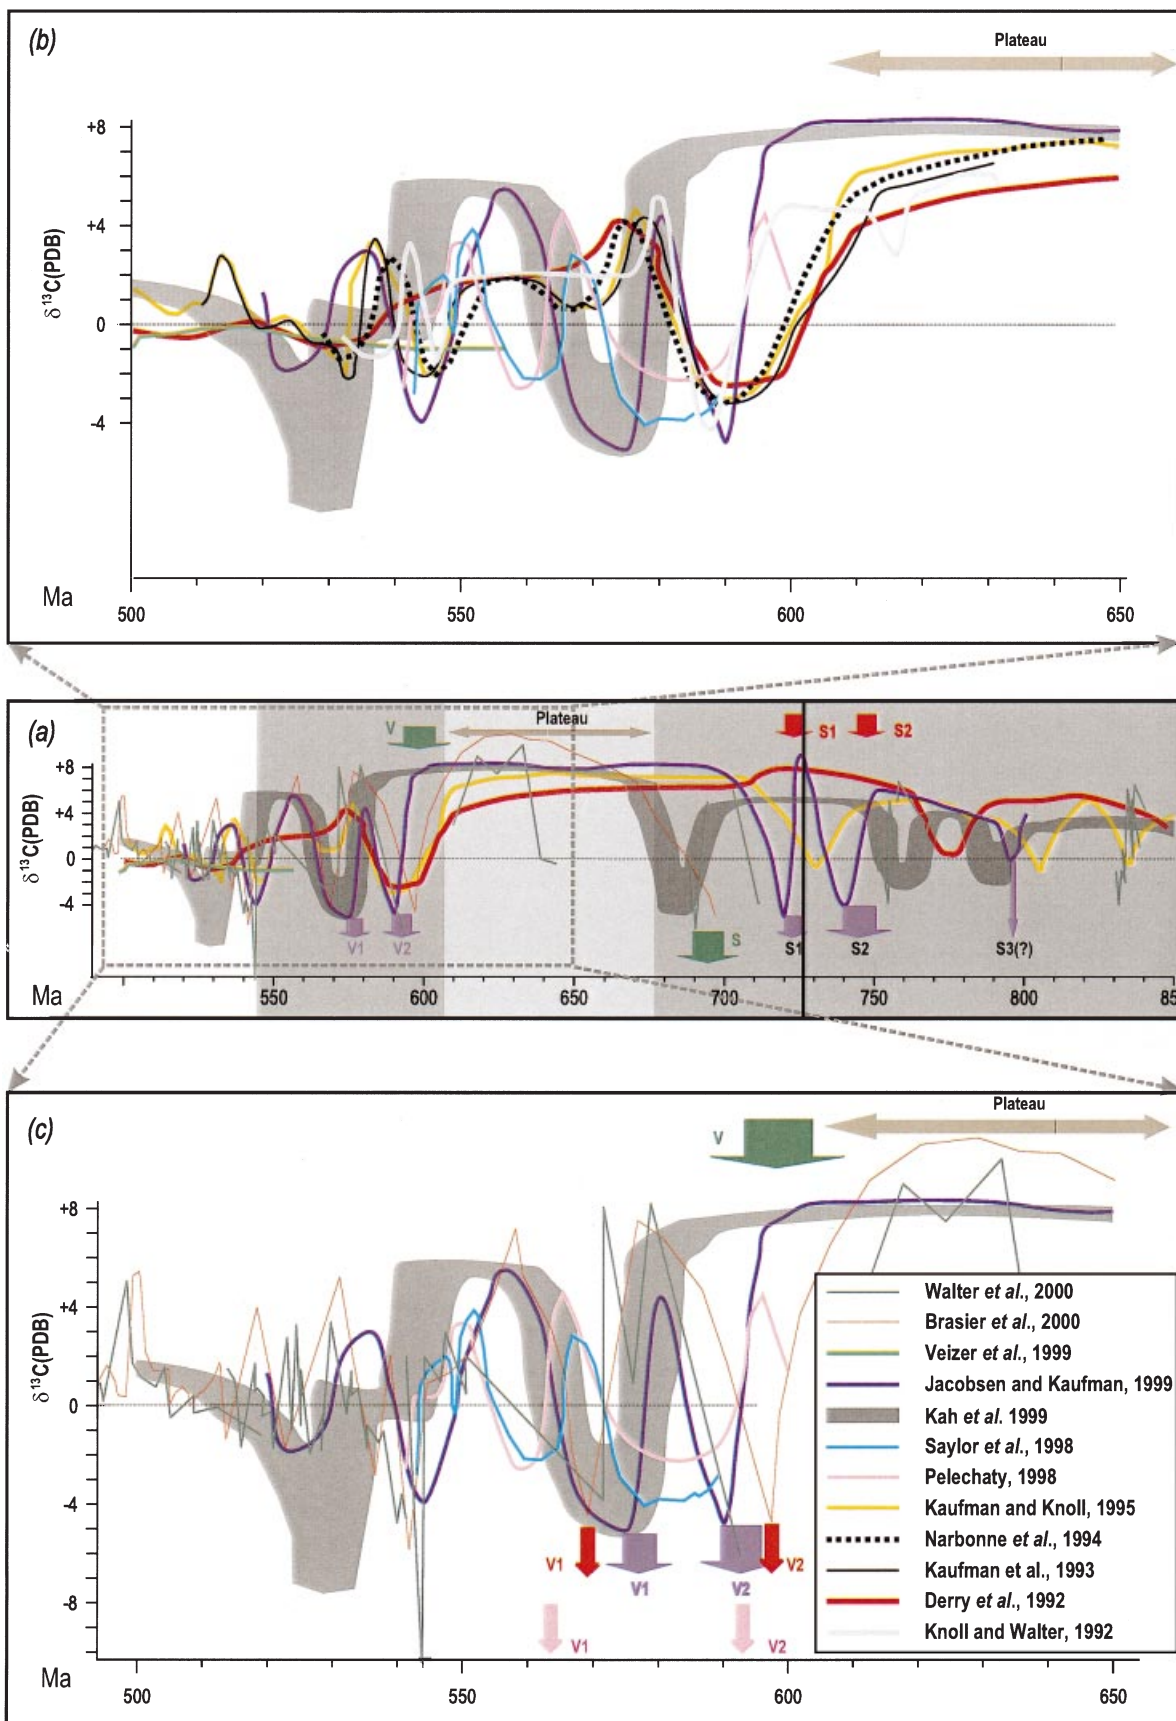 (b)
Plateau
+8
+4
0
-4
δ13C(PDB)
Ma
500
550
600
650
(a)
V
Plateau
S1
S2
+8
+4
0
-4
δ13C(PDB)
V1
V2
S
S1
S2
S3(?)
Ma
550
600
650
700
750
800
85
(c)
Plateau
V
+8
+4
0
-4
-8
δ13C(PDB)
V1
V1
V2
V2
V1
V2
Walter et al., 2000
Brasier et al., 2000
Veizer et al., 1999
Jacobsen and Kaufman, 1999
Kah et al. 1999
Saylor et al., 1998
Pelechaty, 1998
Kaufman and Knoll, 1995
Narbonne et al., 1994
Kaufman et al., 1993
Derry et al., 1992
Knoll and Walter, 1992
Ma
500
550
600
650